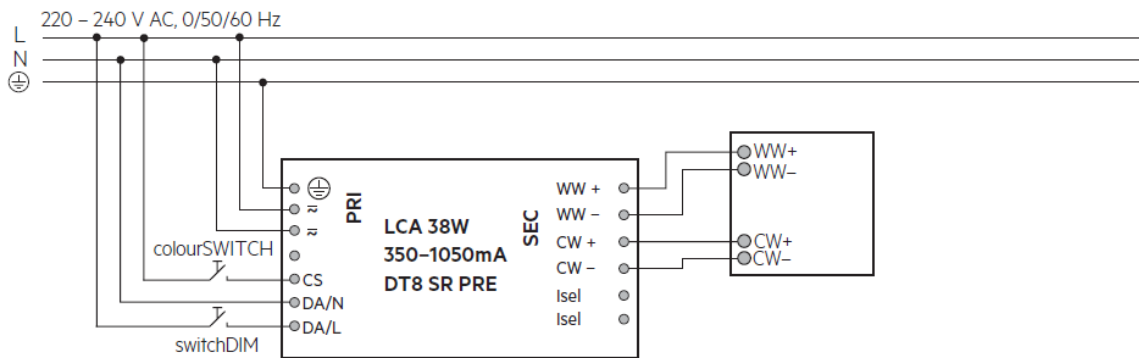 220 – 240 V AC, 0/50/60 Hz
L
N
PRI
LCA 38W
350–1050mA
DT8 SR PRE
SEC
colourSWITCH
CS
DA/N
DA/L
switchDIM
WW +
WW –
CW +
CW –
Isel
Isel
WW+
WW–
CW+
CW–